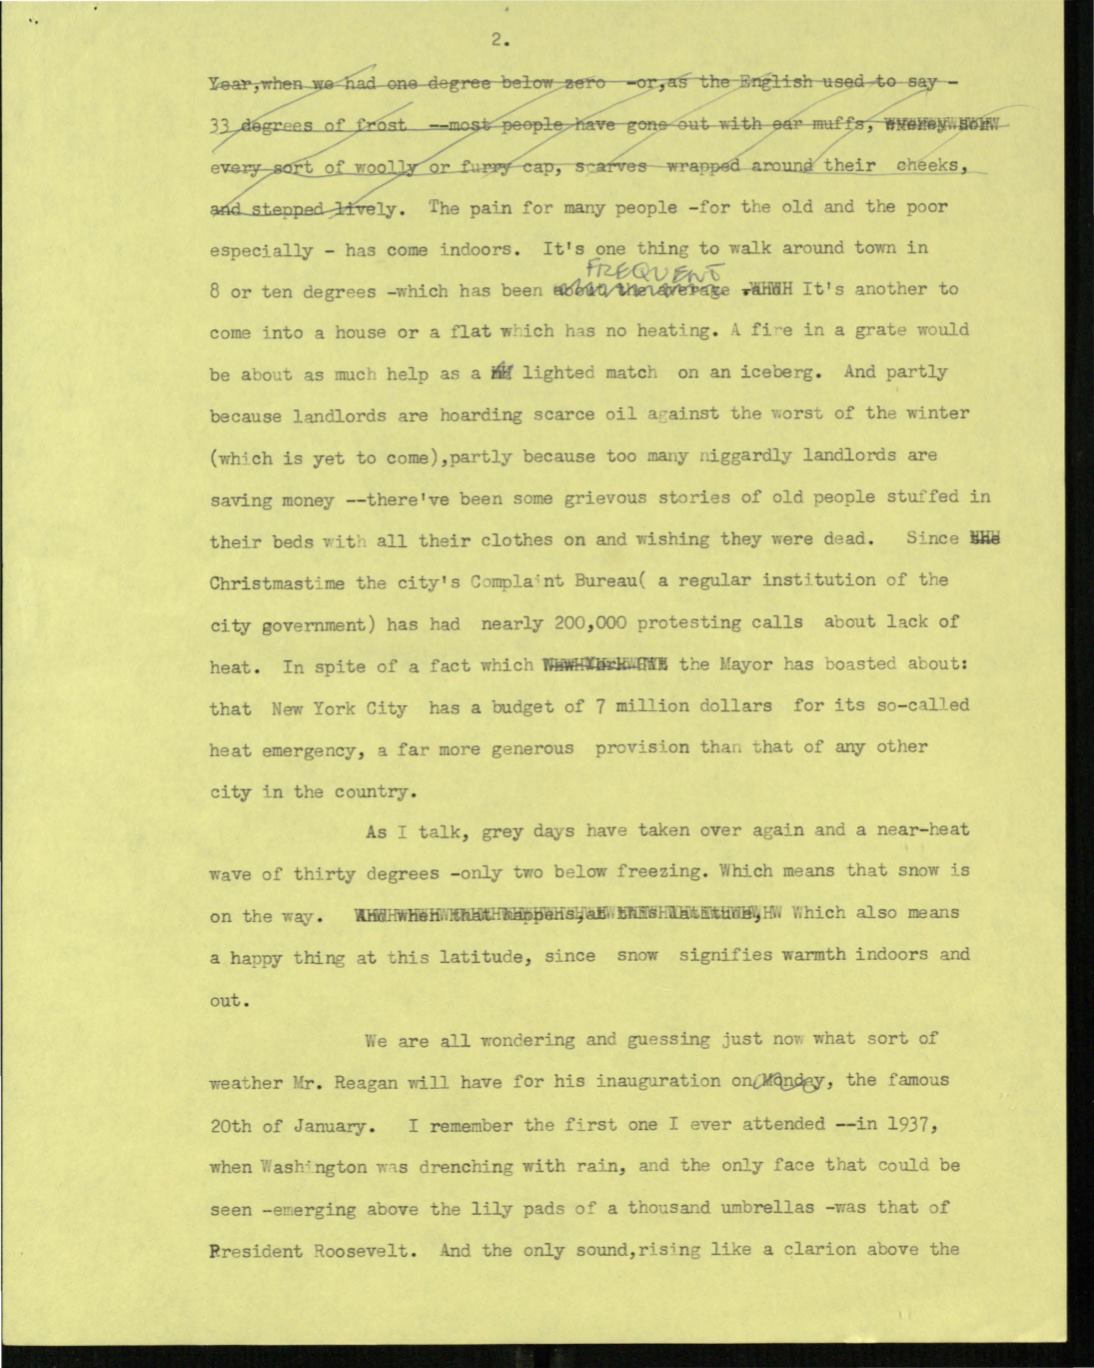 2.
Year,when we had one degree below zero -or,as the English used to say -
33 degrees of frost --most people have gone out with ear muffs,
every sort of woolly or furry cap, scarves wrapped around their cheeks,
and stepped lively. The pain for many people -for the old and the poor
especially - has come indoors. It's one thing to walk around town in
FREQUENT
8 or ten degrees -which has been about the average .and It's another to
come into a house or a flat which has no heating. A fire in a grate would
be about as much help as a lighted match on an iceberg. And partly
because landlords are hoarding scarce oil against the worst of the winter
(which is yet to come),partly because too many niggardly landlords are
saving money --there've been some grievous stories of old people stuffed in
their beds with all their clothes on and wishing they were dead. Since the
Christmastime the city's Complaint Bureau( a regular institution of the
city government) has had nearly 200,000 protesting calls about lack of
heat. In spite of a fact which New York the Mayor has boasted about:
that New York City has a budget of 7 million dollars for its so-called
heat emergency, a far more generous provision than that of any other
city in the country.
As I talk, grey days have taken over again and a near-heat
wave of thirty degrees -only two below freezing. Which means that snow is
on the way. And when that happens,at this latitude, Which also means
a happy thing at this latitude, since snow signifies warmth indoors and
out.
We are all wondering and guessing just now what sort of
weather Mr. Reagan will have for his inauguration on Monday, the famous
20th of January. I remember the first one I ever attended --in 1937,
when Washington was drenching with rain, and the only face that could be
seen -emerging above the lily pads of a thousand umbrellas -was that of
President Roosevelt. And the only sound,rising like a clarion above the